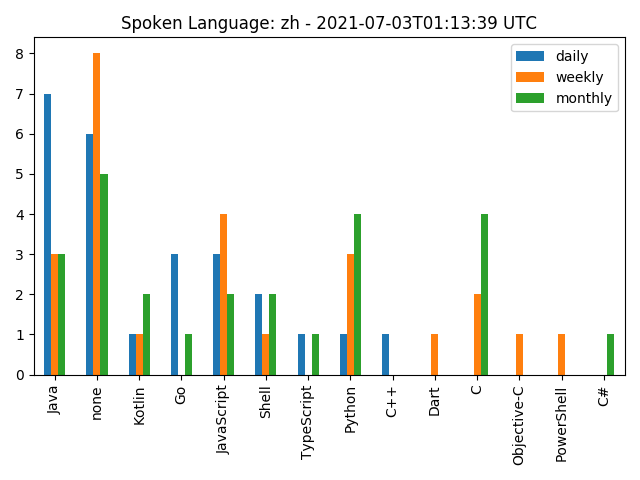 Spoken Language: zh - 2021-07-03T01:13:39 UTC
daily
weekly
monthly
8
7
6
5
4
3
2
1
0
Java
none
Kotlin
Go
JavaScript
Shell
TypeScript
Python
C++
Dart
C
Objective-C
PowerShell
C#